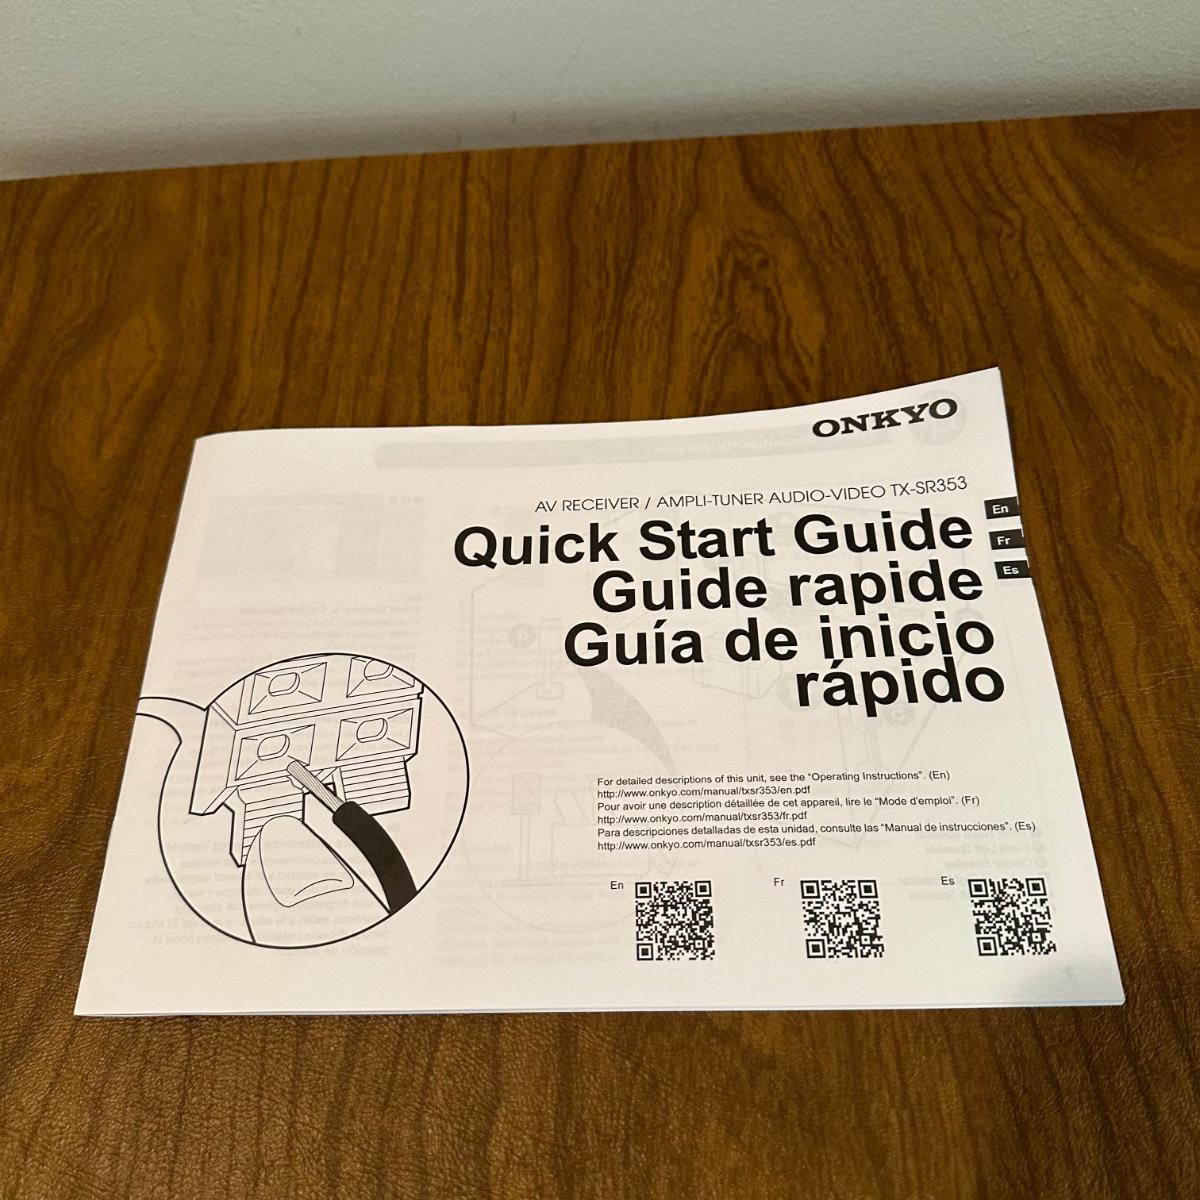 ONKYO
AV RECEIVER / AMPLI-TUNER AUDIO-VIDEO TX-SR353
Quick Start Guide
Guide rapide
Guía de inicio
rápido
En
Fr
Es
For detailed descriptions of this unit, see the “Operating Instructions”. (En)
http://www.onkyo.com/manual/txsr353/en.pdf
Pour avoir une description détaillée de cet appareil, lire le “Mode d'emploi”. (Fr)
http://www.onkyo.com/manual/txsr353/fr.pdf
Para descripciones detalladas de esta unidad, consulte las “Manual de instrucciones”. (Es)
http://www.onkyo.com/manual/txsr353/es.pdf
En
Fr
Es